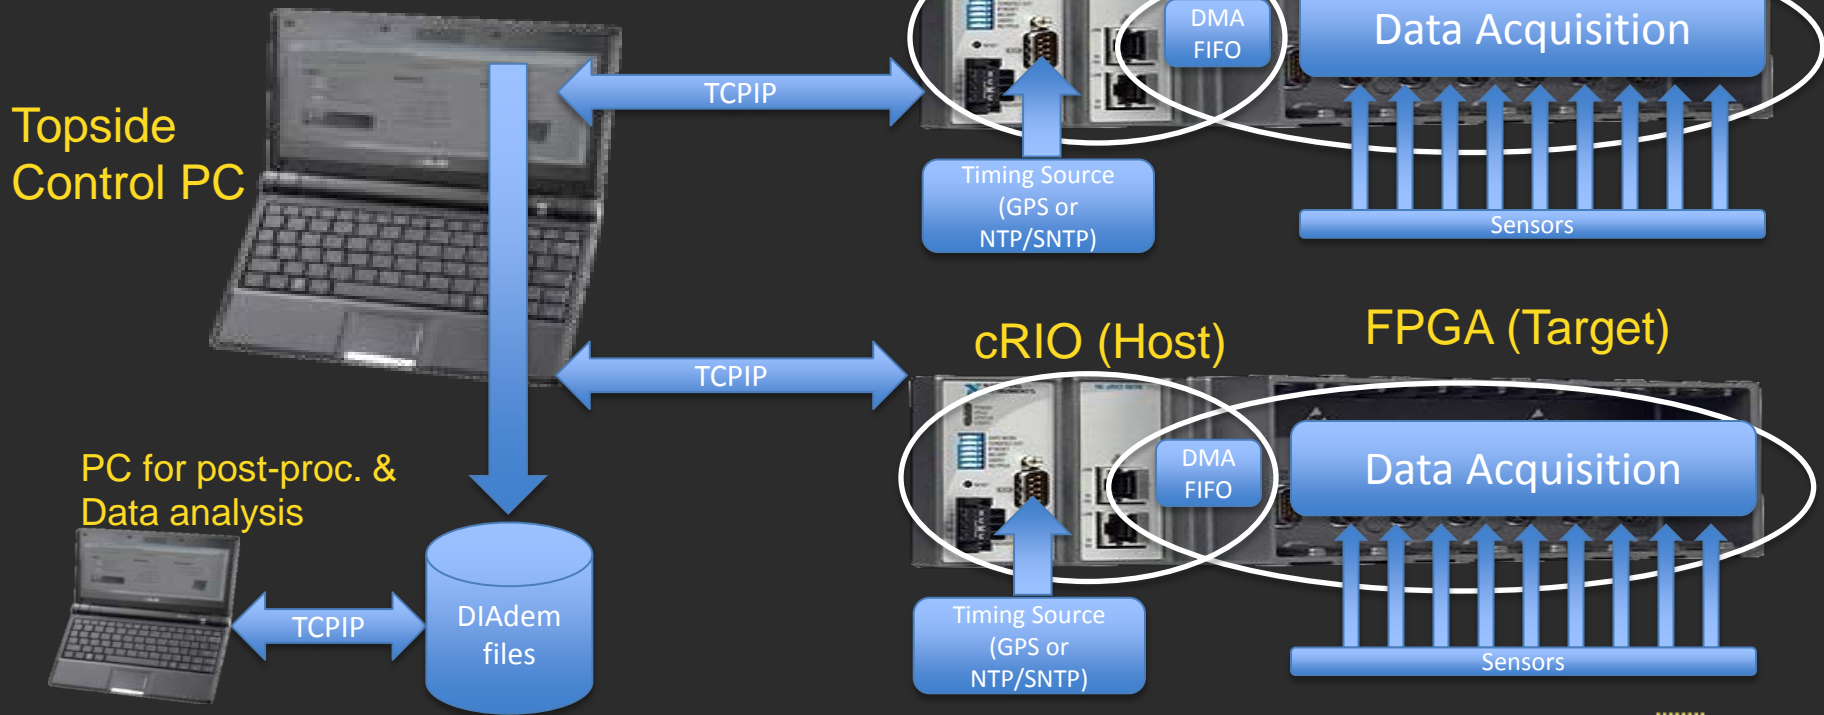 DMA
FIFO
Data Acquisition
TCPIP
Topside
Control PC
Timing Source
(GPS or
NTP/SNTP)
Sensors
cRIO (Host)
FPGA (Target)
TCPIP
DMA
FIFO
Data Acquisition
PC for post-proc. &
Data analysis
TCPIP
DIAdem
files
Timing Source
(GPS or
NTP/SNTP)
Sensors